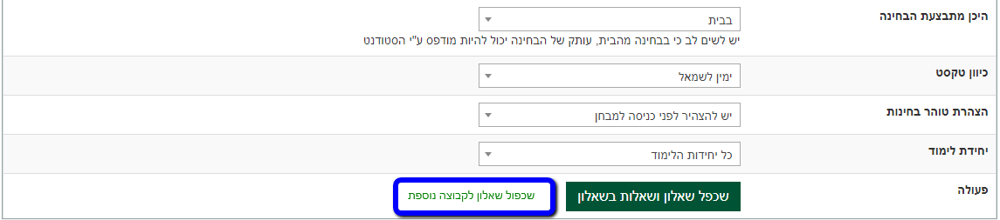 היכן מתבצעת הבחינה
בבית
יש לשים לב כי בבחינה מהבית, עותק של הבחינה יכול להיות מודפס ע"י הסטודנט
כיוון טקסט
ימין לשמאל
הצהרת טוהר בחינות
יש להצהיר לפני כניסה למבחן
יחידת לימוד
כל יחידות הלימוד
פעולה
שכפל שאלון ושאלות בשאלון
שכפול שאלון לקבוצה נוספת